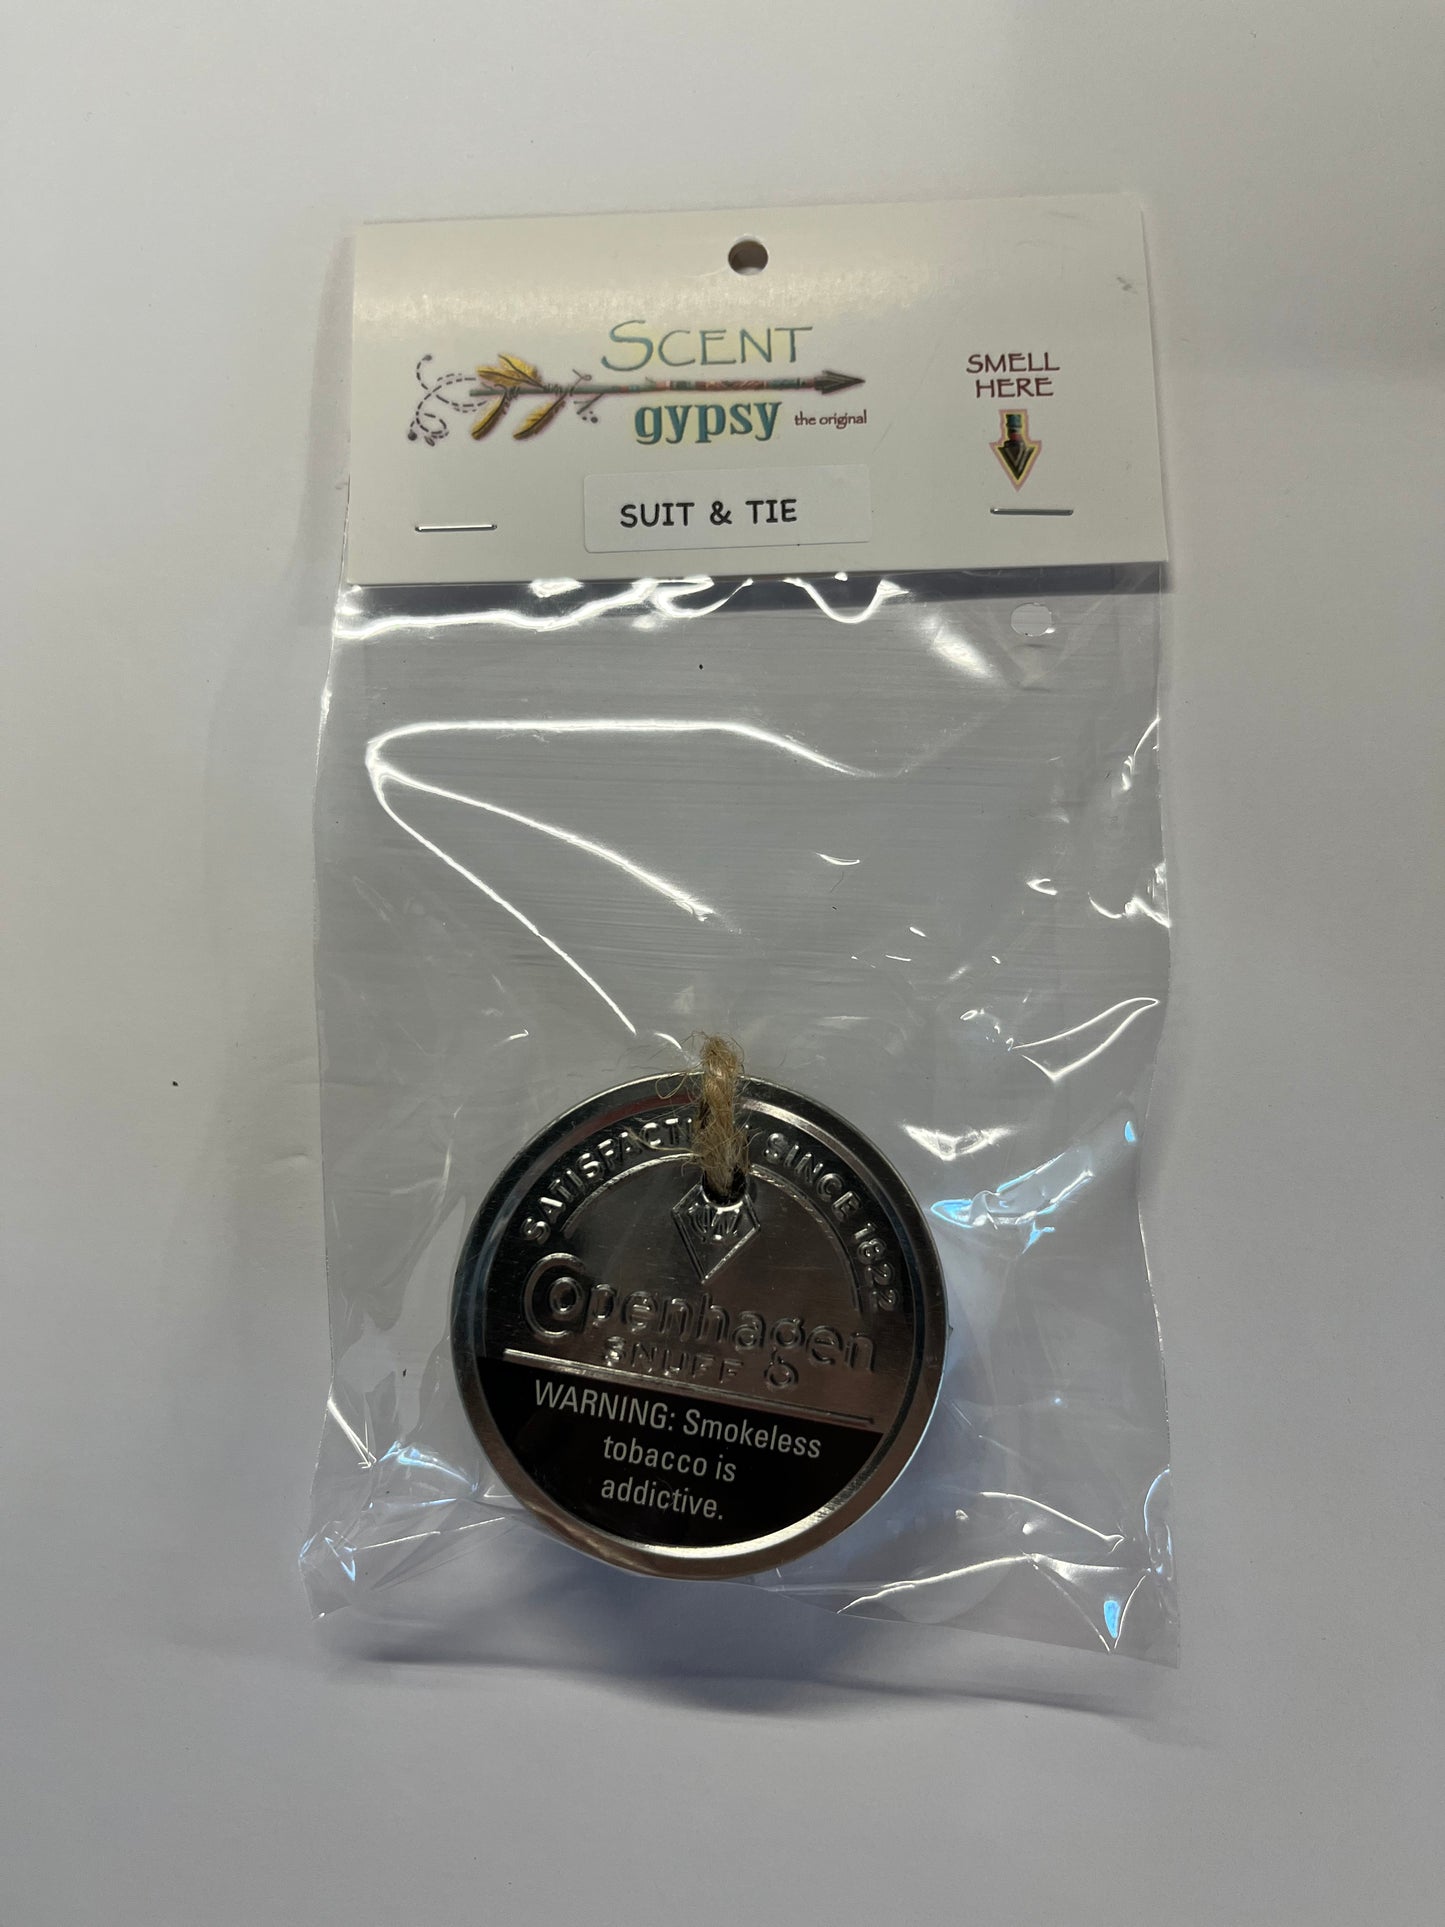 SCENT
gypsy the original
SMELL
HERE
SUIT & TIE
SATISFACTION SINCE 1822
Copenhagen
SNUFF
WARNING: Smokeless
tobacco is
addictive.